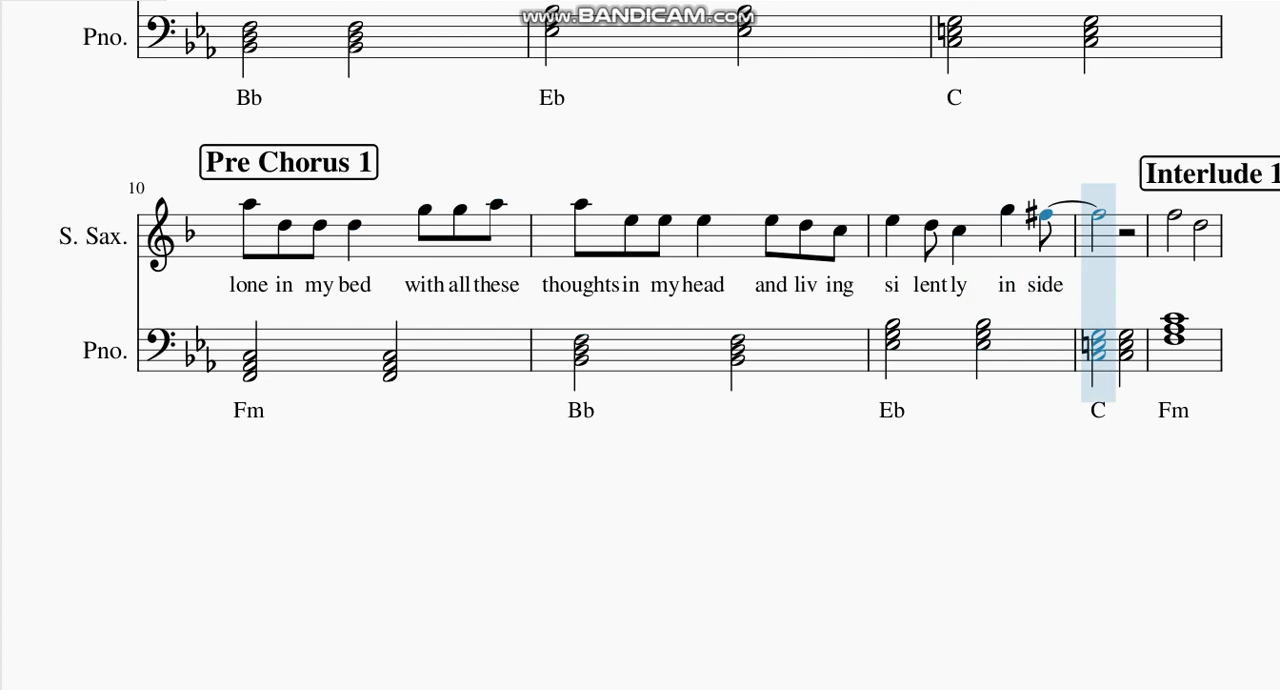 www.BANDICAM.com
Pno.
Bb Eb C
Pre Chorus 1
Interlude 1
10
S. Sax.
lone in my bed with all these thoughts in my head and liv ing si lent ly in side
Pno.
Fm Bb Eb C Fm